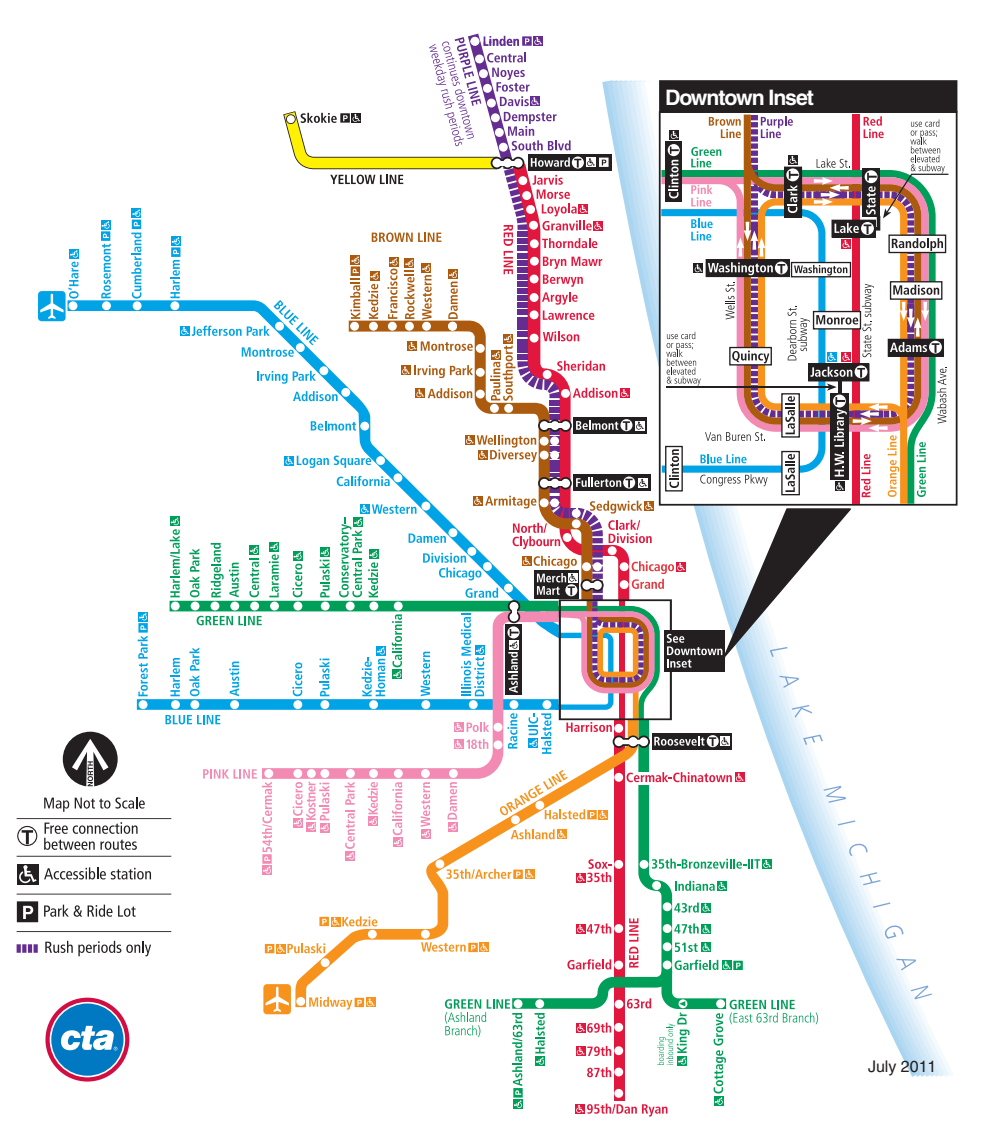 Linden P
Central
Noyes
Foster
Davis
Dempster
Main
South Blvd
PURPLE LINE
continues downtown
weekday rush periods
Howard T P
Skokie P
YELLOW LINE
Jarvis
Morse
Loyola
Granville
Thorndale
Bryn Mawr
Berwyn
Argyle
Lawrence
Wilson
Sheridan
Addison
RED LINE
Belmont T
Fullerton T
North/
Clybourn
Clark/
Division
Chicago
Grand
BROWN LINE
Kimball P
Kedzie
Francisco
Rockwell
Western
Damen
Montrose
Irving Park
Addison
Paulina
Southport
Wellington
Diversey
Armitage
Sedgwick
Chicago
Merch
Mart T
O'Hare
Rosemont P
Cumberland P
Harlem P
BLUE LINE
Jefferson Park
Montrose
Irving Park
Addison
Belmont
Logan Square
California
Western
Damen
Division
Chicago
Grand
Harlem/Lake
Oak Park
Ridgeland
Austin
Central
Laramie
Cicero
Pulaski
Conservatory–
Central Park
Kedzie
California
GREEN LINE
Ashland T
Forest Park P
Harlem
Oak Park
Austin
Cicero
Pulaski
Kedzie-
Homan
Western
Illinois Medical
District
Racine
UIC-
Halsted
BLUE LINE
Polk
18th
PINK LINE
P 54th/Cermak
Cicero
Kostner
Pulaski
Central Park
Kedzie
California
Western
Damen
See
Downtown
Inset
Harrison
Roosevelt T
Cermak-Chinatown
ORANGE LINE
Halsted P
Ashland
35th/Archer P
Western P
P Kedzie
P Pulaski
Midway P
Sox-
35th
47th
Garfield
RED LINE
63rd
69th
79th
87th
95th/Dan Ryan
35th-Bronzeville-IIT
Indiana
43rd
47th
51st
Garfield P
GREEN LINE
(Ashland
Branch)
P Ashland/63rd
Halsted
GREEN LINE
(East 63rd Branch)
boarding
inbound only
King Dr
Cottage Grove
Downtown Inset
Brown
Line
Purple
Line
Red
Line
use card
or pass;
walk
between
elevated
& subway
Clinton T
Green
Line
Lake St.
Clark T
State T
Pink
Line
Blue
Line
Lake T
Randolph
Washington T
Washington
Madison
Wells St.
Dearborn St.
subway
Monroe
State St. subway
use card
or pass;
walk
between
elevated
& subway
Quincy
Adams T
Jackson T
Wabash Ave.
LaSalle
H.W. Library T
Van Buren St.
Clinton
Blue Line
Congress Pkwy
LaSalle
Red Line
Orange Line
Green Line
LAKE MICHIGAN
NORTH
Map Not to Scale
T Free connection
between routes
Accessible station
P Park & Ride Lot
Rush periods only
cta
July 2011